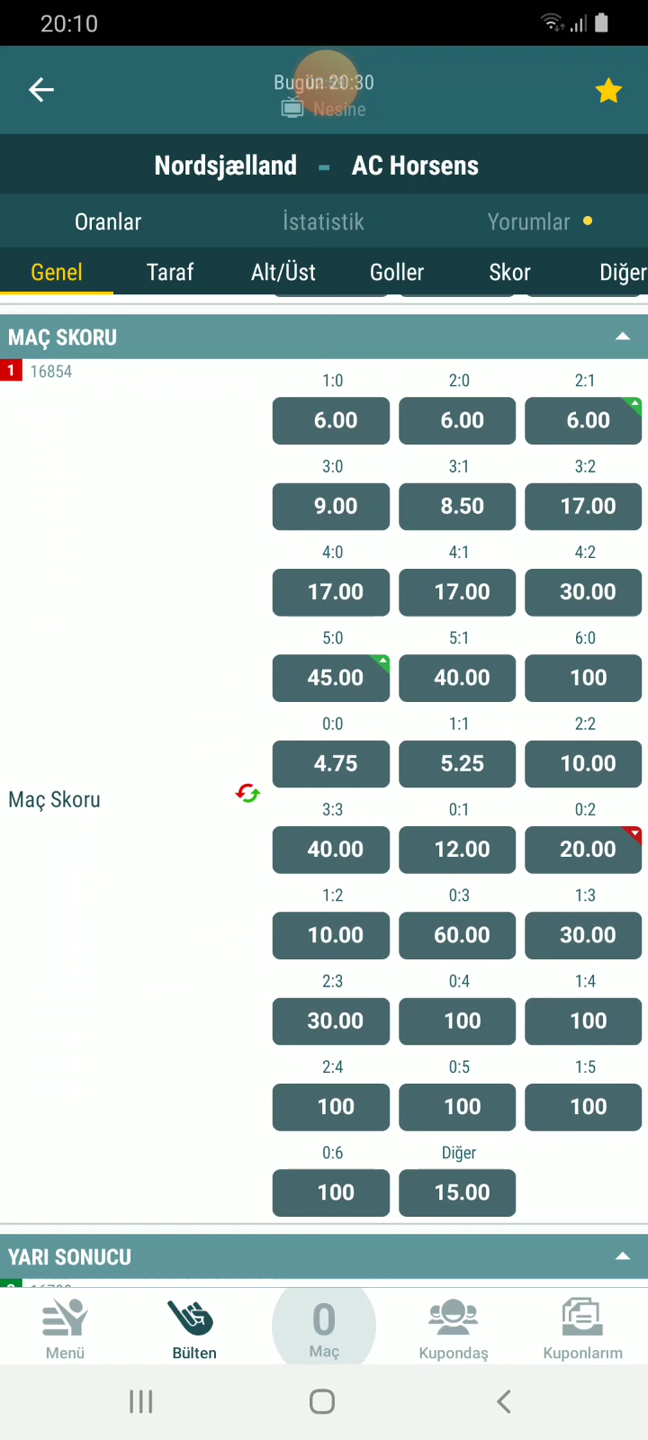 20:10
Bugün 20:30
Nesine
Nordsjælland - AC Horsens
Oranlar İstatistik Yorumlar
Genel Taraf Alt/Üst Goller Skor Diğer
MAÇ SKORU
1 16854
1:0 2:0 2:1
6.00 6.00 6.00
3:0 3:1 3:2
9.00 8.50 17.00
4:0 4:1 4:2
17.00 17.00 30.00
5:0 5:1 6:0
45.00 40.00 100
0:0 1:1 2:2
4.75 5.25 10.00
Maç Skoru
3:3 0:1 0:2
40.00 12.00 20.00
1:2 0:3 1:3
10.00 60.00 30.00
2:3 0:4 1:4
30.00 100 100
2:4 0:5 1:5
100 100 100
0:6 Diğer
100 15.00
YARI SONUCU
0
Menü Bülten Maç Kupondaş Kuponlarım